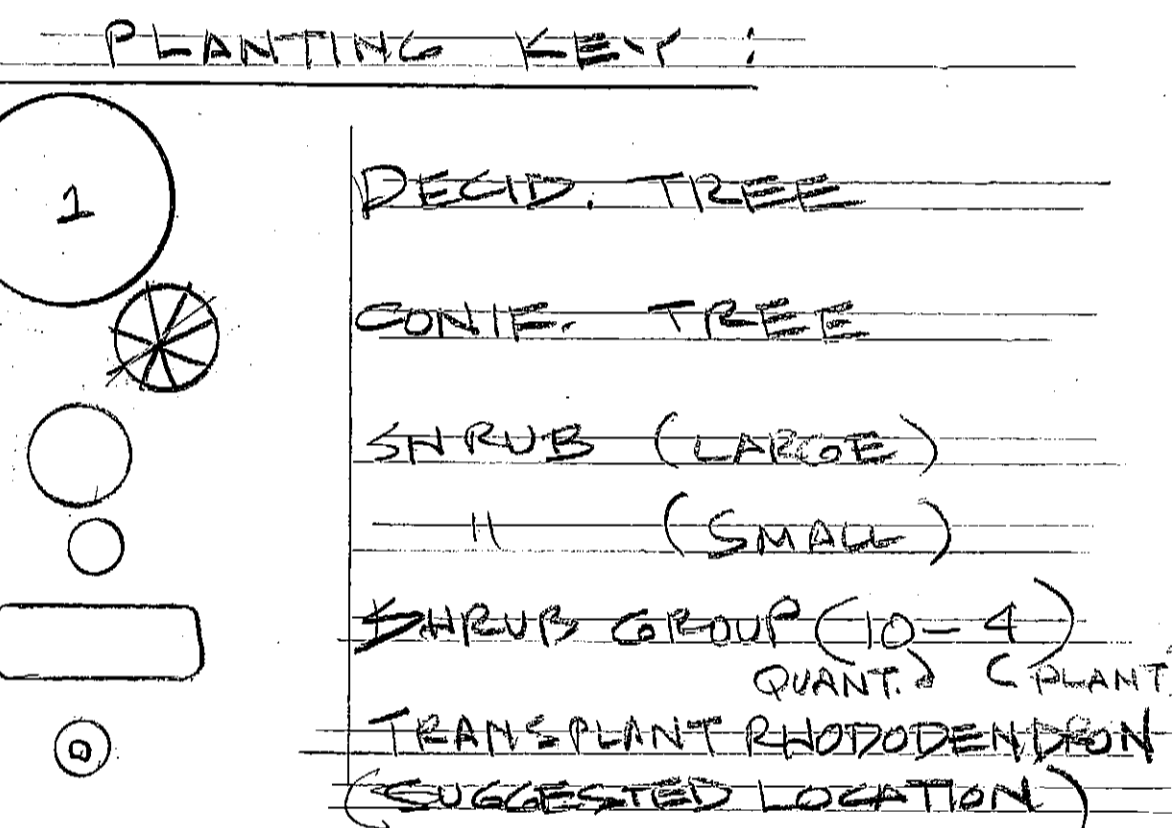 PLANTING KEY:
1
DECID. TREE
CONIF. TREE
SHRUB (LARGE)
" (SMALL)
SHRUB GROUP (10-4)
QUANT. PLANT.
TRANSPLANT RHODODENDRON
(SUGGESTED LOCATION)